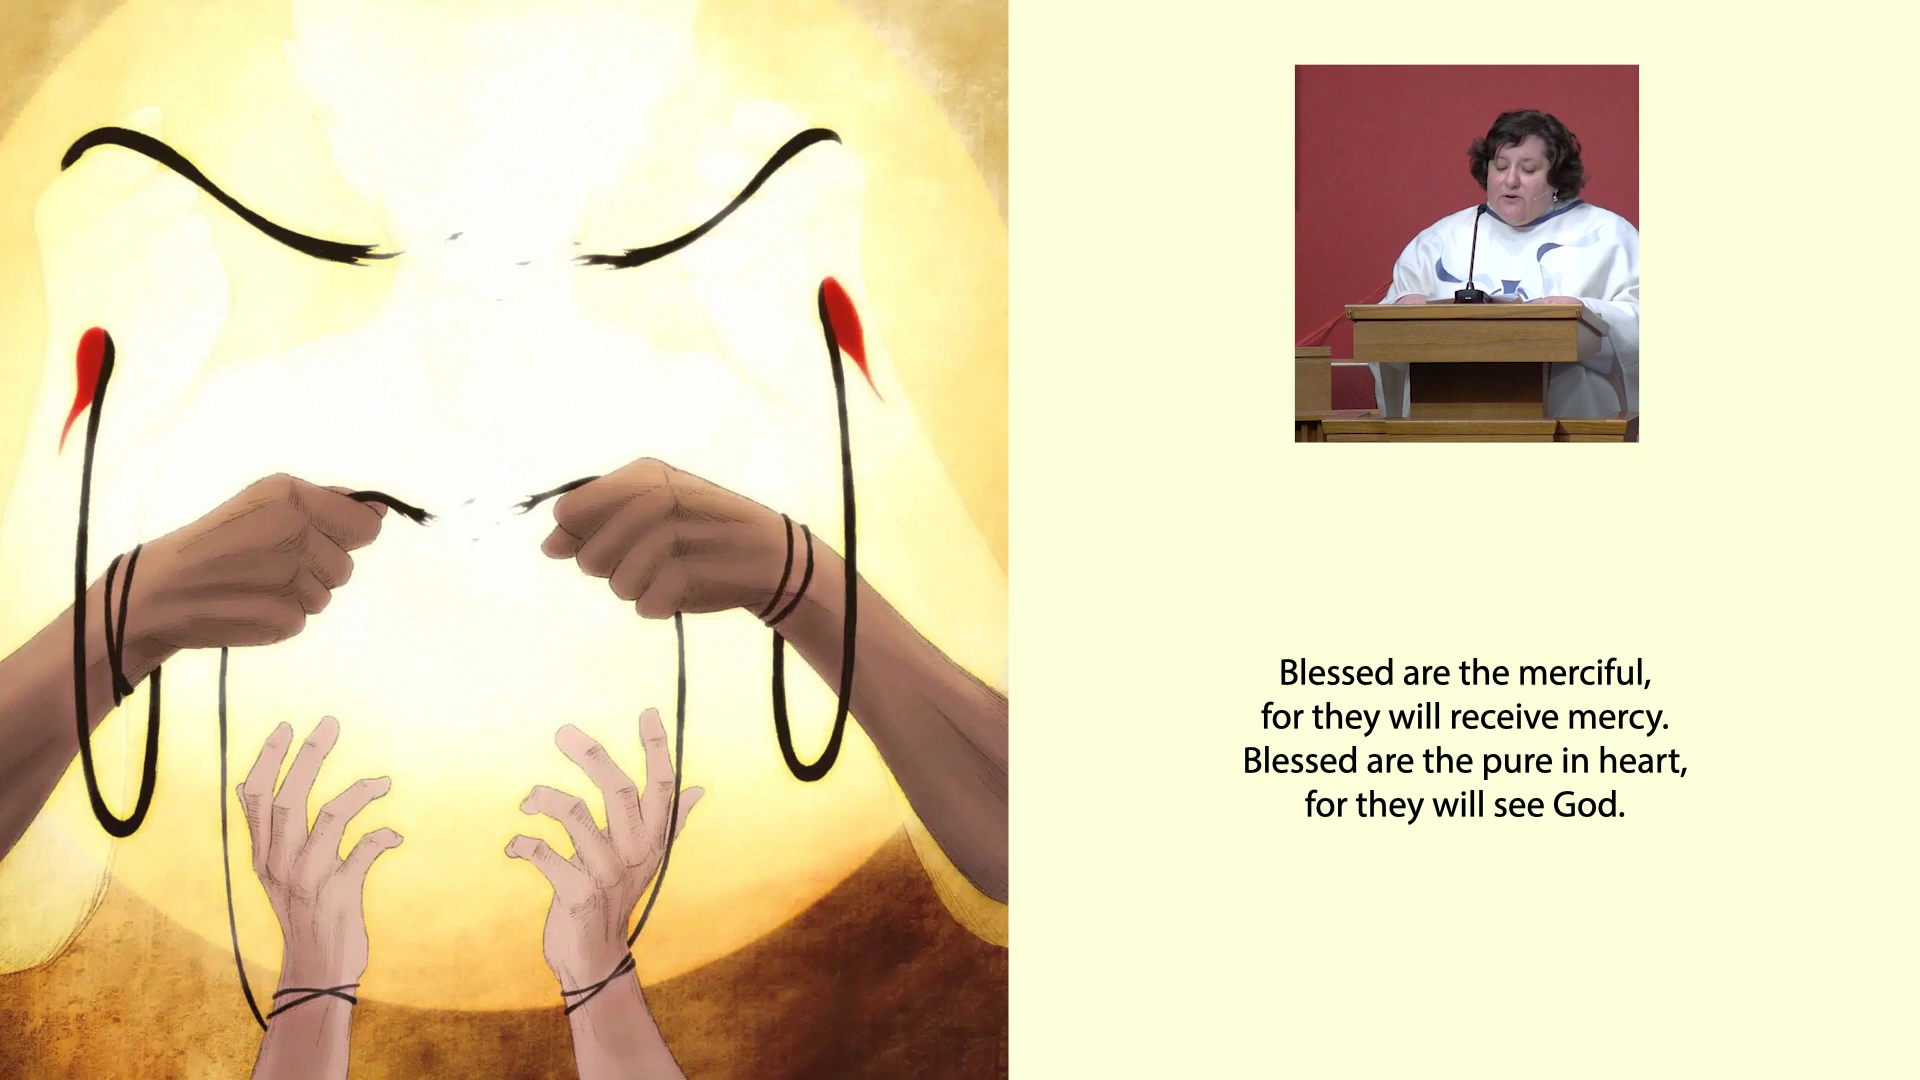 Blessed are the merciful,
for they will receive mercy.
Blessed are the pure in heart,
for they will see God.